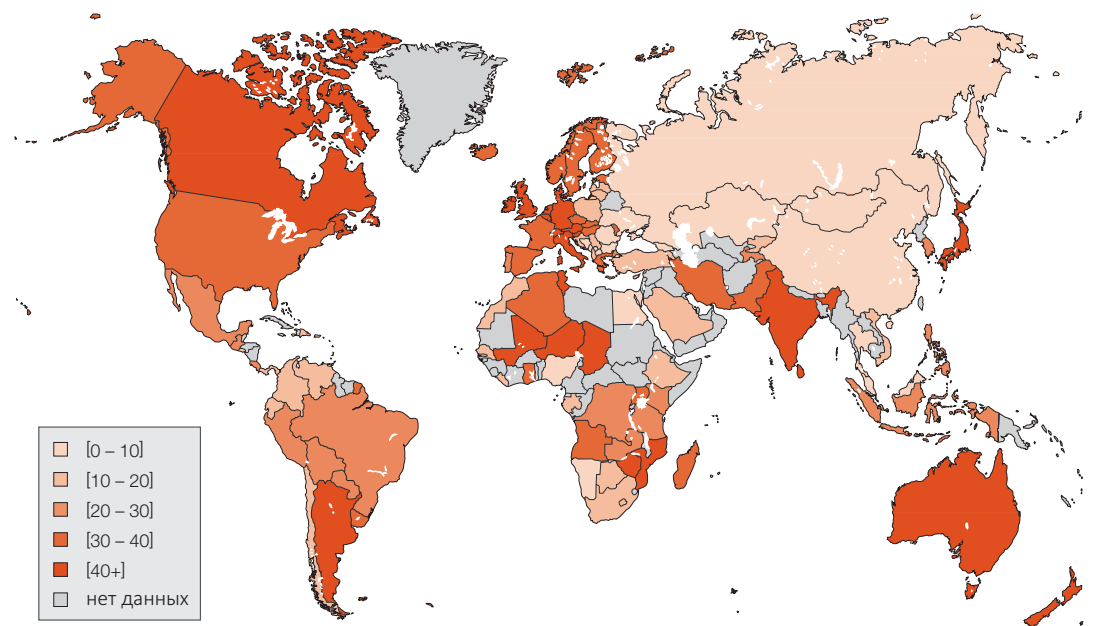 [0 – 10]
[10 – 20]
[20 – 30]
[30 – 40]
[40+]
нет данных